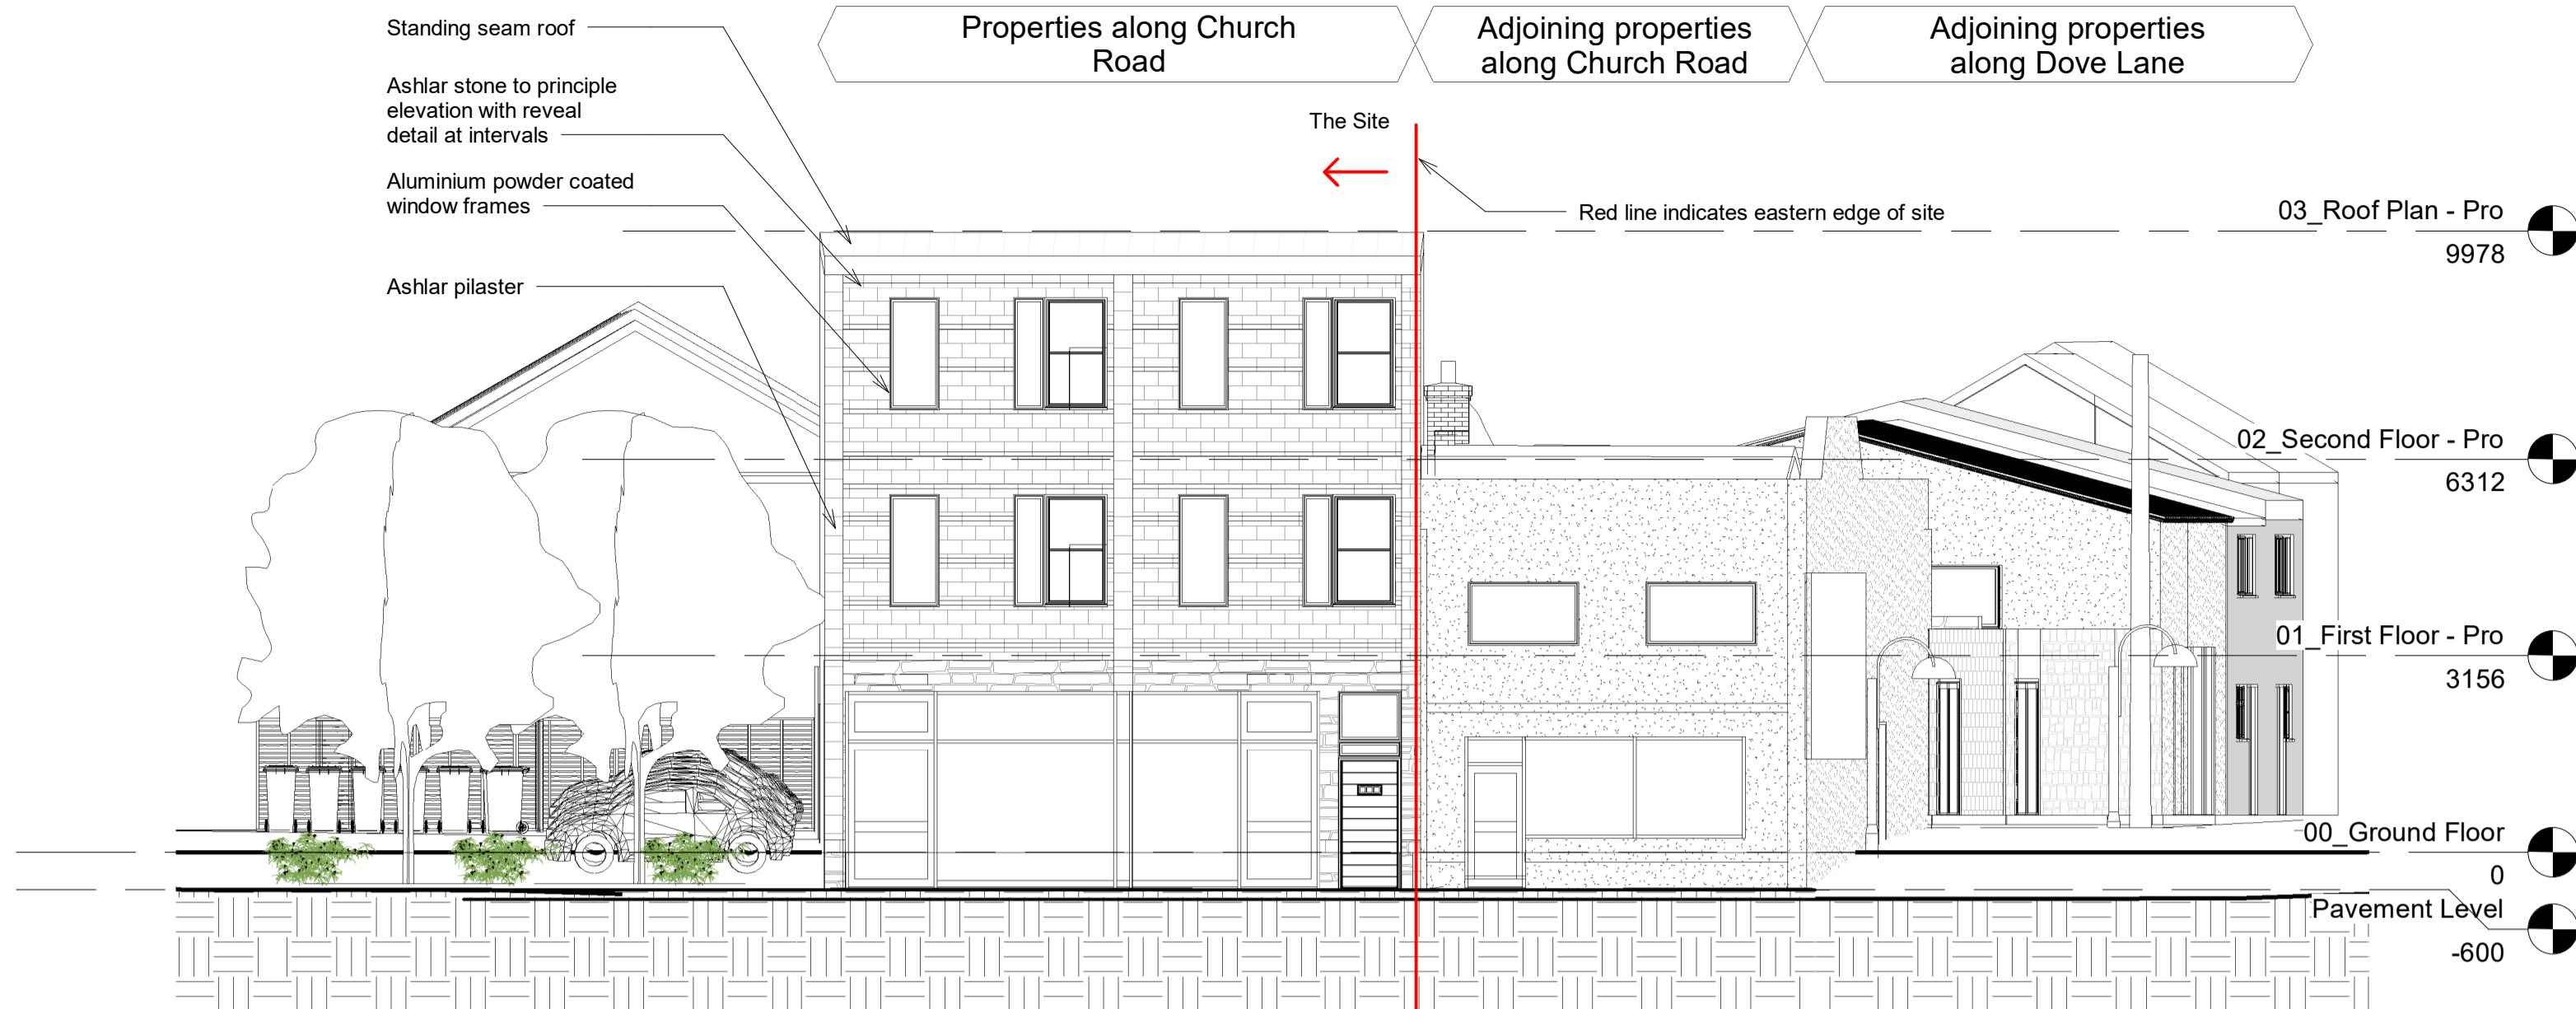 Standing seam roof
Ashlar stone to principle
elevation with reveal
detail at intervals
Aluminium powder coated
window frames
Ashlar pilaster
Properties along Church
Road
Adjoining properties
along Church Road
Adjoining properties
along Dove Lane
The Site
Red line indicates eastern edge of site
03_Roof Plan - Pro
9978
02_Second Floor - Pro
6312
01_First Floor - Pro
3156
00_Ground Floor
0
Pavement Level
-600